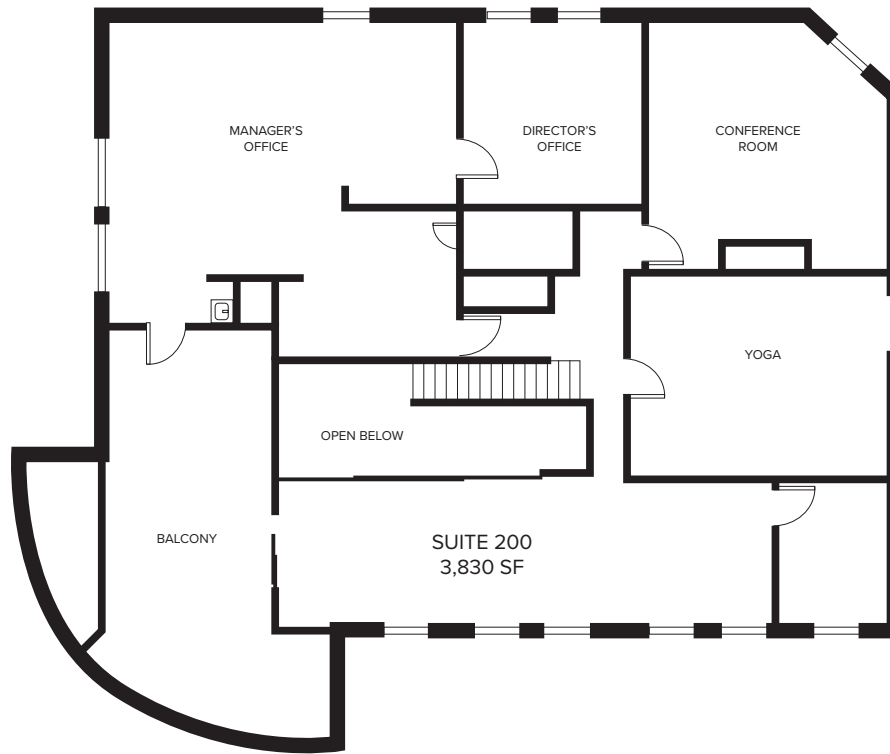 MANAGER'S
OFFICE
DIRECTOR'S
OFFICE
CONFERENCE
ROOM
YOGA
OPEN BELOW
BALCONY
SUITE 200
3,830 SF